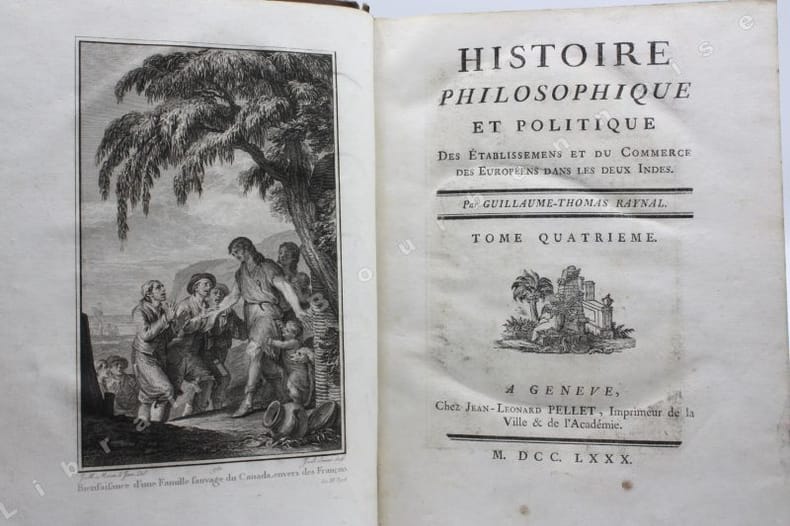 Bienfaisance d'une Famille sauvage du Canada, envers des François.
HISTOIRE
PHILOSOPHIQUE
ET POLITIQUE
DES ÉTABLISSEMENS ET DU COMMERCE
DES EUROPÉENS DANS LES DEUX INDES.
Par GUILLAUME-THOMAS RAYNAL.
TOME QUATRIEME.
A GENEVE,
Chez JEAN-LEONARD PELLET, Imprimeur de la
Ville & de l'Académie.
M. DCC. LXXX.